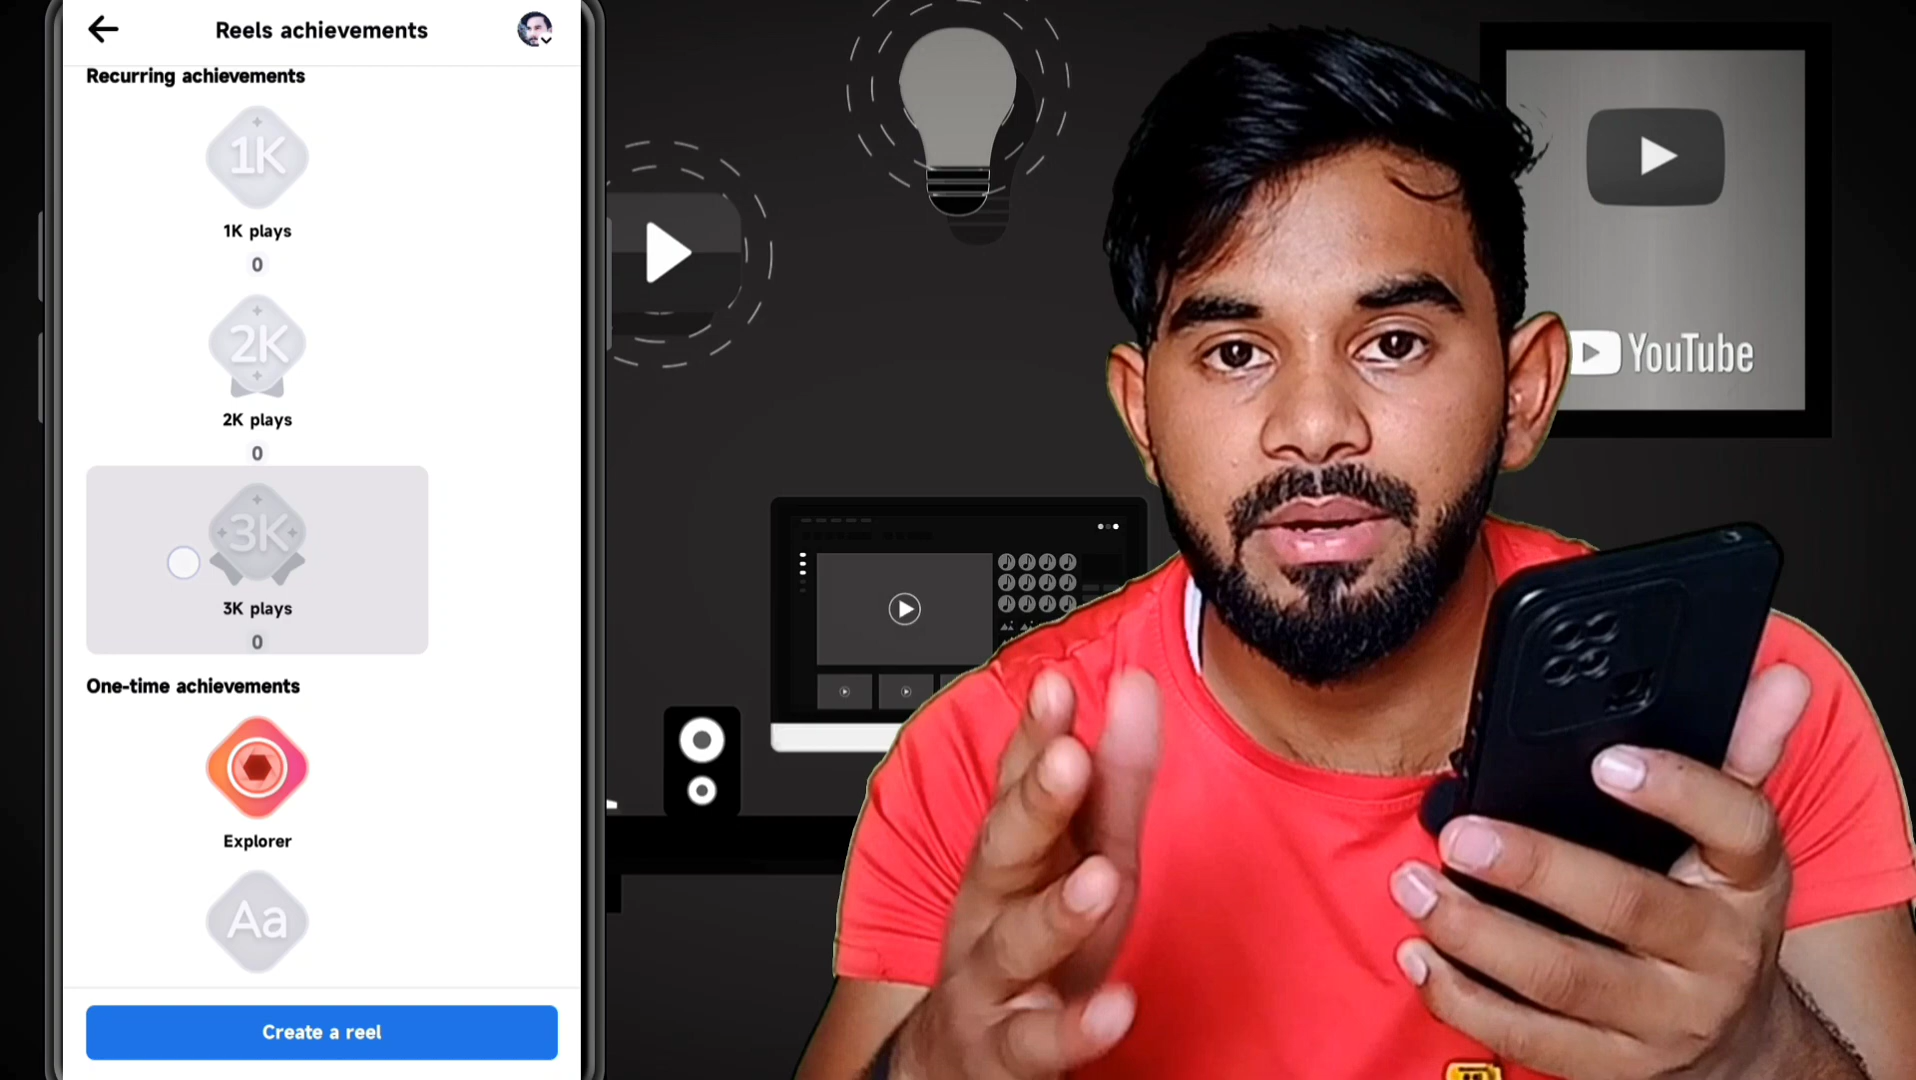 Reels achievements
Recurring achievements
1K
1K plays
0
2K
2K plays
0
3K
3K plays
0
One-time achievements
Explorer
Aa
Create a reel
YouTube